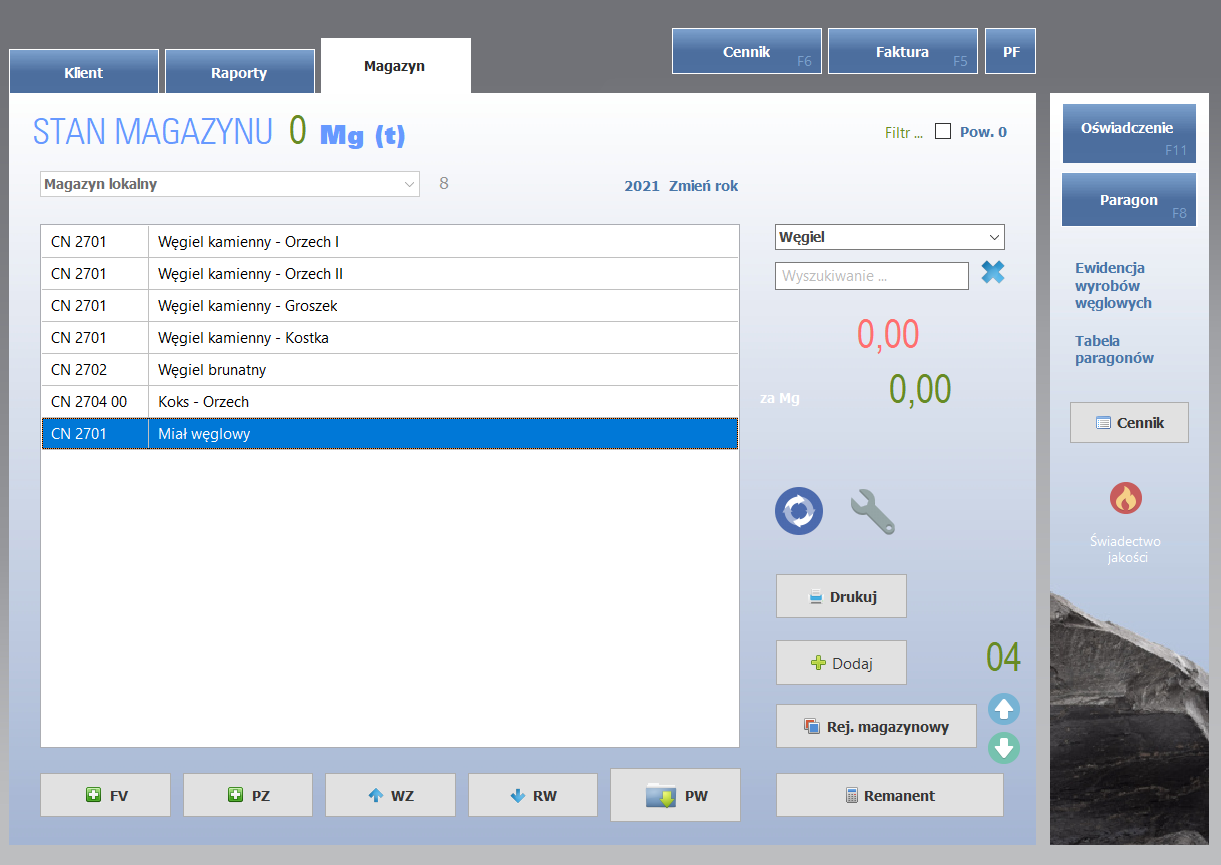 Klient
Raporty
Magazyn
Cennik F6
Faktura F5
PF
STAN MAGAZYNU 0 Mg (t)
Filtr ... Pow. 0
Magazyn lokalny 8
2021 Zmień rok
CN 2701 Węgiel kamienny - Orzech I
CN 2701 Węgiel kamienny - Orzech II
CN 2701 Węgiel kamienny - Groszek
CN 2701 Węgiel kamienny - Kostka
CN 2702 Węgiel brunatny
CN 2704 00 Koks - Orzech
CN 2701 Miał węglowy
Węgiel
Wyszukiwanie ...
0,00
za Mg 0,00
Drukuj
Dodaj
04
Rej. magazynowy
FV
PZ
WZ
RW
PW
Remanent
Oświadczenie
F11
Paragon
F8
Ewidencja
wyrobów
węglowych
Tabela
paragonów
Cennik
Świadectwo
jakości